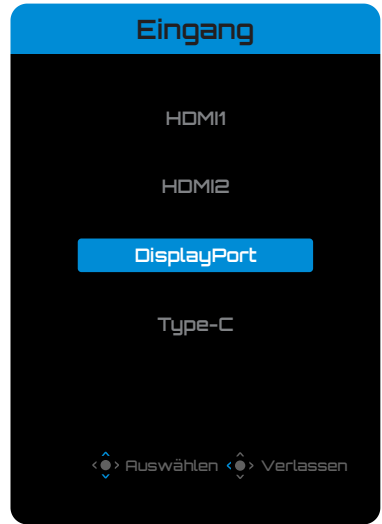 Eingang
HDMI1
HDMI2
DisplayPort
Type-C
Auswählen Verlassen